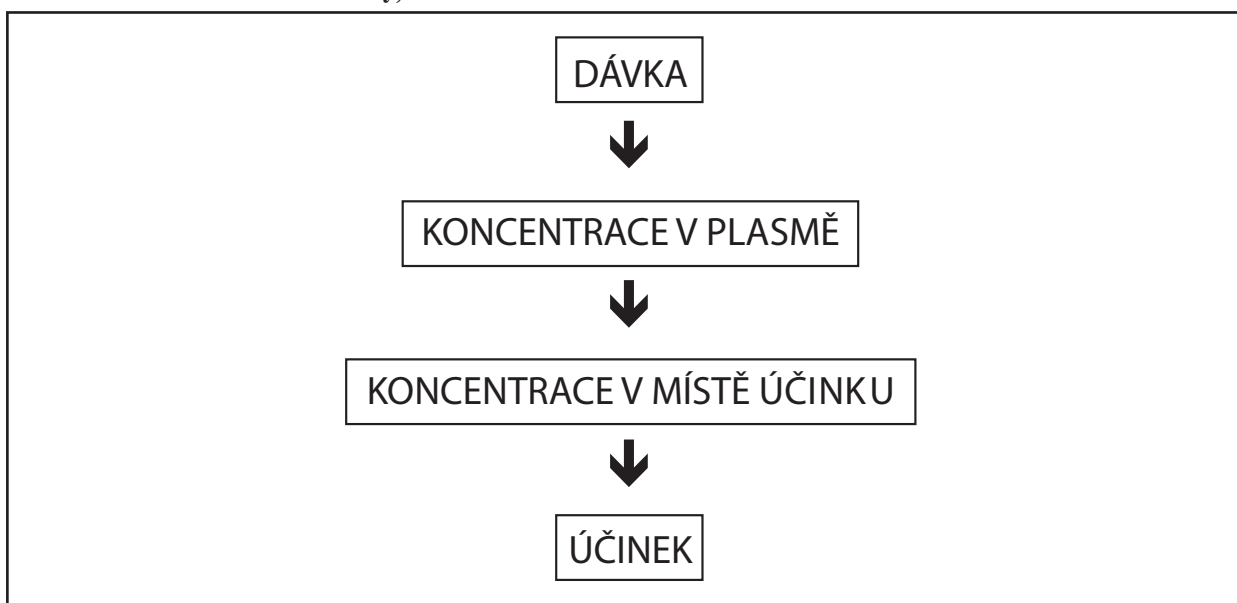 DÁVKA
KONCENTRACE V PLASMĚ
KONCENTRACE V MÍSTĚ ÚČINKU
ÚČINEK